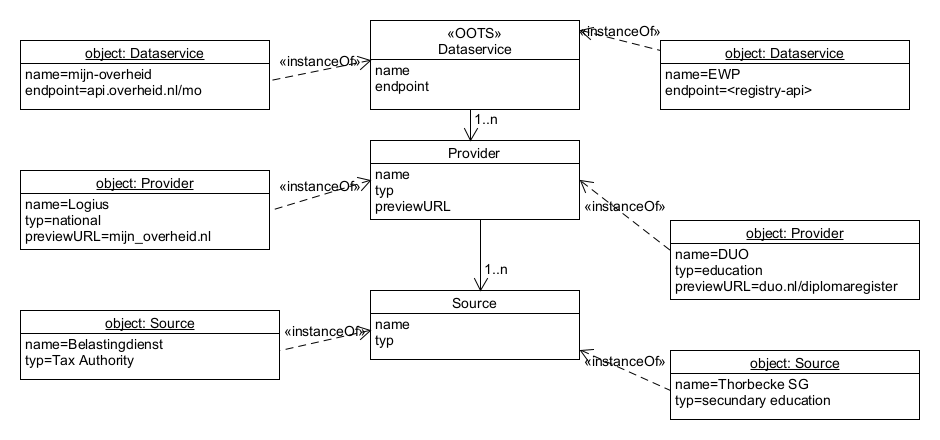 «OOTS»
Dataservice
name
endpoint
object: Dataservice
name=mijn-overheid
endpoint=api.overheid.nl/mo
«instanceOf»
«instanceOf»
object: Dataservice
name=EWP
endpoint=<registry-api>
1..n
Provider
name
typ
previewURL
object: Provider
name=Logius
typ=national
previewURL=mijn_overheid.nl
«instanceOf»
«instanceOf»
object: Provider
name=DUO
typ=education
previewURL=duo.nl/diplomaregister
1..n
Source
name
typ
object: Source
name=Belastingdienst
typ=Tax Authority
«instanceOf»
«instanceOf»
object: Source
name=Thorbecke SG
typ=secundary education